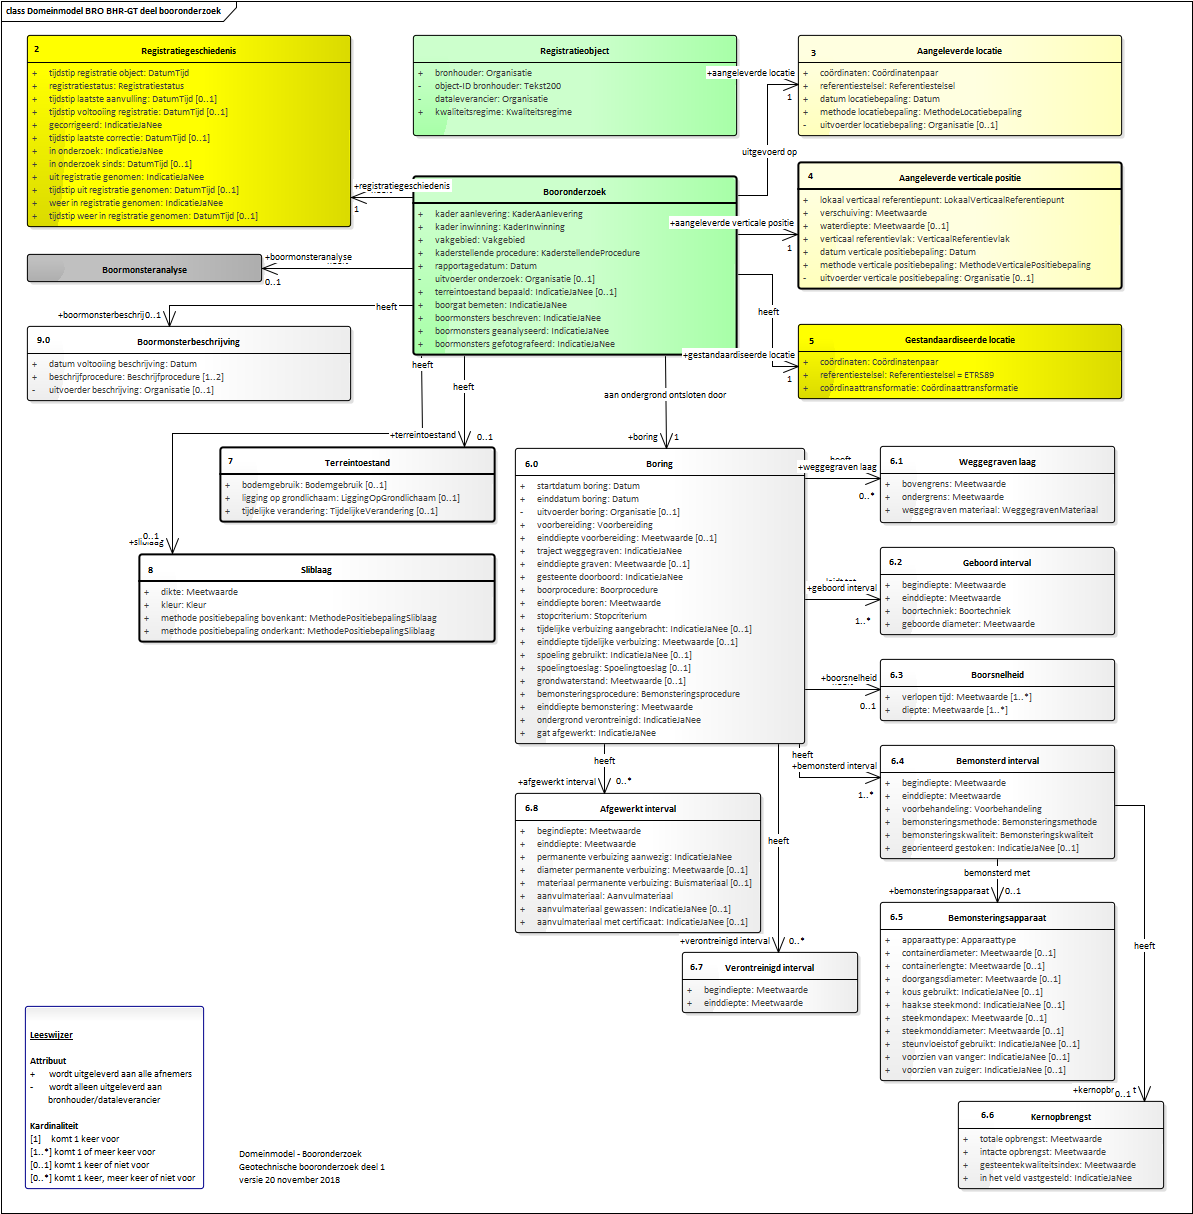 class Domeinmodel BRO BHR-GT deel booronderzoek
2 Registratiegeschiedenis
+ tijdstip registratie object: DatumTijd
+ registratiestatus: Registratiestatus
+ tijdstip laatste aanvulling: DatumTijd [0..1]
+ tijdstip voltooiing registratie: DatumTijd [0..1]
+ gecorrigeerd: IndicatieJaNee
+ tijdstip laatste correctie: DatumTijd [0..1]
+ in onderzoek: IndicatieJaNee
+ in onderzoek sinds: DatumTijd [0..1]
+ uit registratie genomen: IndicatieJaNee
+ tijdstip uit registratie genomen: DatumTijd [0..1]
+ weer in registratie genomen: IndicatieJaNee
+ tijdstip weer in registratie genomen: DatumTijd [0..1]
Registratieobject
+ bronhouder: Organisatie
- object-ID bronhouder: Tekst200
- dataleverancier: Organisatie
+ kwaliteitsregime: Kwaliteitsregime
+aangeleverde locatie
1
uitgevoerd op
3 Aangeleverde locatie
+ coördinaten: Coördinatenpaar
+ referentiestelsel: Referentiestelsel
+ datum locatiebepaling: Datum
+ methode locatiebepaling: MethodeLocatiebepaling
- uitvoerder locatiebepaling: Organisatie [0..1]
+registratiegeschiedenis
1
Booronderzoek
+ kader aanlevering: KaderAanlevering
+ kader inwinning: KaderInwinning
+ vakgebied: Vakgebied
+ kaderstellende procedure: KaderstellendeProcedure
+ rapportagedatum: Datum
- uitvoerder onderzoek: Organisatie [0..1]
+ terreintoestand bepaald: IndicatieJaNee [0..1]
+ boorgat bemeten: IndicatieJaNee
+ boormonsters beschreven: IndicatieJaNee
+ boormonsters geanalyseerd: IndicatieJaNee
+ boormonsters gefotografeerd: IndicatieJaNee
+aangeleverde verticale positie
1
4 Aangeleverde verticale positie
+ lokaal verticaal referentiepunt: LokaalVerticaalReferentiepunt
+ verschuiving: Meetwaarde
+ waterdiepte: Meetwaarde [0..1]
+ verticaal referentievlak: VerticaalReferentievlak
+ datum verticale positiebepaling: Datum
+ methode verticale positiebepaling: MethodeVerticalePositiebepaling
- uitvoerder verticale positiebepaling: Organisatie [0..1]
Boormonsteranalyse
+boormonsteranalyse
0..1
heeft
+boormonsterbeschrij
0..1
9.0 Boormonsterbeschrijving
+ datum voltooiing beschrijving: Datum
+ beschrijfprocedure: Beschrijfprocedure [1..2]
- uitvoerder beschrijving: Organisatie [0..1]
heeft
+gestandaardiseerde locatie
1
5 Gestandaardiseerde locatie
+ coördinaten: Coördinatenpaar
+ referentiestelsel: Referentiestelsel = ETRS89
+ coördinaattransformatie: Coördinaattransformatie
heeft
heeft
aan ondergrond ontsloten door
+terreintoestand
0..1
+boring
1
7 Terreintoestand
+ bodemgebruik: Bodemgebruik [0..1]
+ ligging op grondlichaam: LiggingOpGrondlichaam [0..1]
+ tijdelijke verandering: TijdelijkeVerandering [0..1]
0..1
8 Sliblaag
+ dikte: Meetwaarde
+ kleur: Kleur
+ methode positiebepaling bovenkant: MethodePositiebepalingSliblaag
+ methode positiebepaling onderkant: MethodePositiebepalingSliblaag
6.0 Boring
+ startdatum boring: Datum
+ einddatum boring: Datum
- uitvoerder boring: Organisatie [0..1]
+ voorbereiding: Voorbereiding
+ einddiepte voorbereiding: Meetwaarde [0..1]
+ traject weggegraven: IndicatieJaNee
+ einddiepte graven: Meetwaarde [0..1]
+ gesteente doorboord: IndicatieJaNee
+ boorprocedure: Boorprocedure
+ einddiepte boren: Meetwaarde
+ stopcriterium: Stopcriterium
+ tijdelijke verbuizing aangebracht: IndicatieJaNee [0..1]
+ einddiepte tijdelijke verbuizing: Meetwaarde [0..1]
+ spoeling gebruikt: IndicatieJaNee [0..1]
+ spoelingtoeslag: Spoelingtoeslag [0..1]
+ grondwaterstand: Meetwaarde [0..1]
+ bemonsteringsprocedure: Bemonsteringsprocedure
+ einddiepte bemonstering: Meetwaarde
+ ondergrond verontreinigd: IndicatieJaNee
+ gat afgewerkt: IndicatieJaNee
+weggegraven laag
0..*
6.1 Weggegraven laag
+ bovengrens: Meetwaarde
+ ondergrens: Meetwaarde
+ weggegraven materiaal: WeggegravenMateriaal
+geboord interval
1..*
6.2 Geboord interval
+ begindiepte: Meetwaarde
+ einddiepte: Meetwaarde
+ boortechniek: Boortechniek
+ geboorde diameter: Meetwaarde
+boorsnelheid
0..1
6.3 Boorsnelheid
+ verlopen tijd: Meetwaarde [1..*]
+ diepte: Meetwaarde [1..*]
heeft
+bemonsterd interval
1..*
6.4 Bemonsterd interval
+ begindiepte: Meetwaarde
+ einddiepte: Meetwaarde
+ voorbehandeling: Voorbehandeling
+ bemonsteringsmethode: Bemonsteringsmethode
+ bemonsteringskwaliteit: Bemonsteringskwaliteit
+ georienteerd gestoken: IndicatieJaNee [0..1]
heeft
+afgewerkt interval
0..*
6.8 Afgewerkt interval
+ begindiepte: Meetwaarde
+ einddiepte: Meetwaarde
+ permanente verbuizing aanwezig: IndicatieJaNee
+ diameter permanente verbuizing: Meetwaarde [0..1]
+ materiaal permanente verbuizing: Buismateriaal [0..1]
+ aanvulmateriaal: Aanvulmateriaal
+ aanvulmateriaal gewassen: IndicatieJaNee [0..1]
+ aanvulmateriaal met certificaat: IndicatieJaNee [0..1]
heeft
+verontreinigd interval
0..*
6.7 Verontreinigd interval
+ begindiepte: Meetwaarde
+ einddiepte: Meetwaarde
bemonsterd met
+bemonsteringsapparaat
0..1
6.5 Bemonsteringsapparaat
+ apparaattype: Apparaattype
+ containerdiameter: Meetwaarde [0..1]
+ containerlengte: Meetwaarde [0..1]
+ doorgangsdiameter: Meetwaarde [0..1]
+ kous gebruikt: IndicatieJaNee [0..1]
+ haakse steekmond: IndicatieJaNee [0..1]
+ steekmondapex: Meetwaarde [0..1]
+ steekmonddiameter: Meetwaarde [0..1]
+ steunvloeistof gebruikt: IndicatieJaNee [0..1]
+ voorzien van vanger: IndicatieJaNee [0..1]
+ voorzien van zuiger: IndicatieJaNee [0..1]
heeft
+kernopbr
0..1
t
6.6 Kernopbrengst
+ totale opbrengst: Meetwaarde
+ intacte opbrengst: Meetwaarde
+ gesteentekwaliteitsindex: Meetwaarde
+ in het veld vastgesteld: IndicatieJaNee
Leeswijzer
Attribuut
+ wordt uitgeleverd aan alle afnemers
- wordt alleen uitgeleverd aan
bronhouder/dataleverancier
Kardinaliteit
[1] komt 1 keer voor
[1..*] komt 1 of meer keer voor
[0..1] komt 1 keer of niet voor
[0..*] komt 1 keer, meer keer of niet voor
Domeinmodel - Booronderzoek
Geotechnische booronderzoek deel 1
versie 20 november 2018